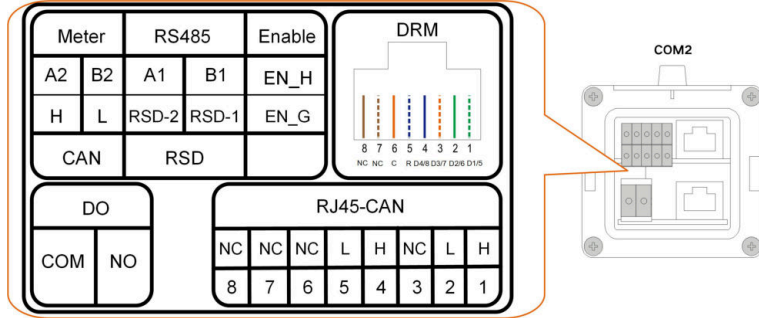 Meter RS485 Enable
A2 B2 A1 B1 EN_H
H L RSD-2 RSD-1 EN_G
CAN RSD
DRM
8 7 6 5 4 3 2 1
NC NC C R D4/8 D3/7 D2/6 D1/5
COM2
DO
COM NO
RJ45-CAN
NC NC NC L H NC L H
8 7 6 5 4 3 2 1